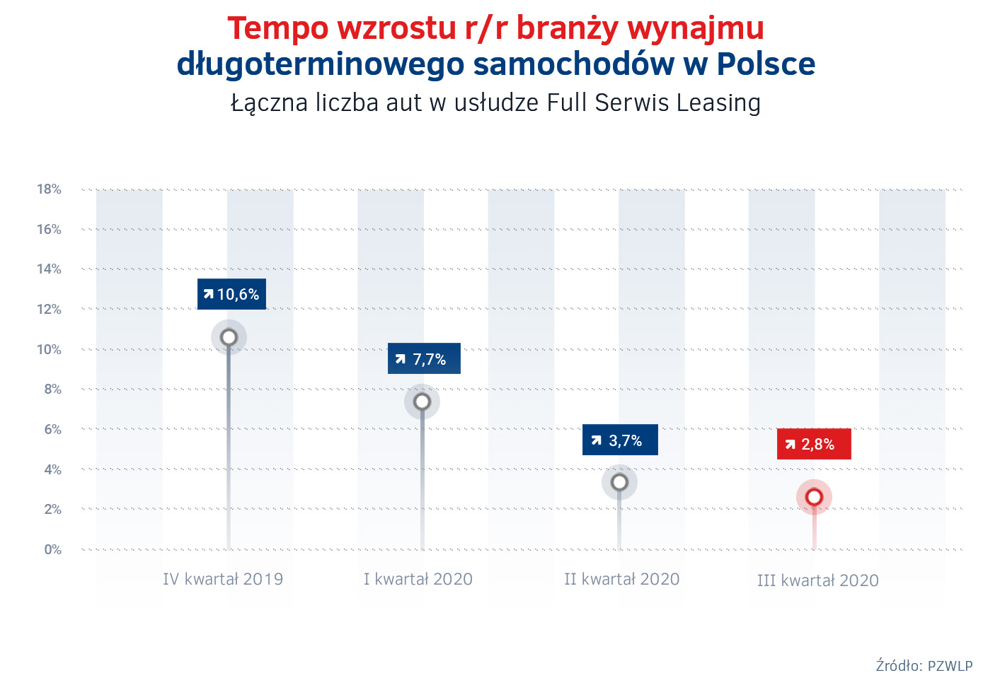 Tempo wzrostu r/r branży wynajmu
długoterminowego samochodów w Polsce
Łączna liczba aut w usłudze Full Serwis Leasing
18%
16%
14%
12%
10%
8%
6%
4%
2%
0%
10,6%
7,7%
3,7%
2,8%
IV kwartał 2019
I kwartał 2020
II kwartał 2020
III kwartał 2020
Źródło: PZWLP